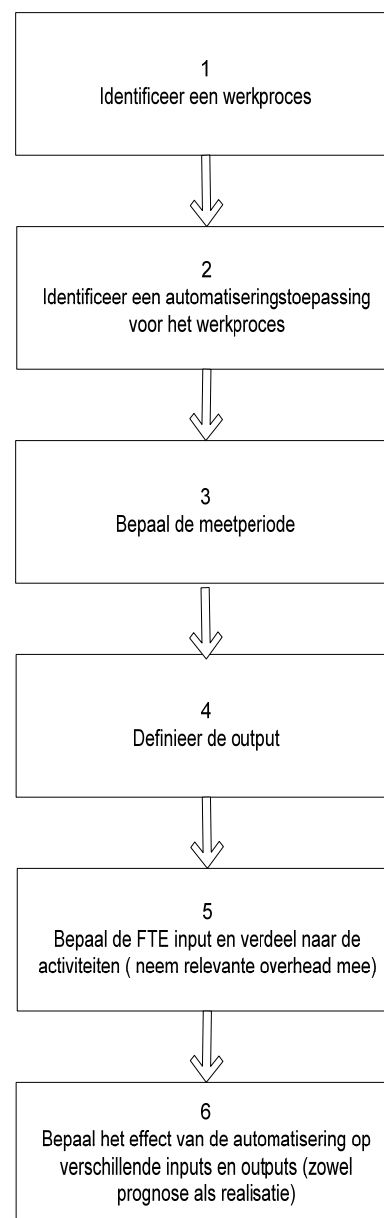 1
Identificeer een werkproces
2
Identificeer een automatiseringstoepassing
voor het werkproces
3
Bepaal de meetperiode
4
Definieer de output
5
Bepaal de FTE input en verdeel naar de
activiteiten ( neem relevante overhead mee)
6
Bepaal het effect van de automatisering op
verschillende inputs en outputs (zowel
prognose als realisatie)